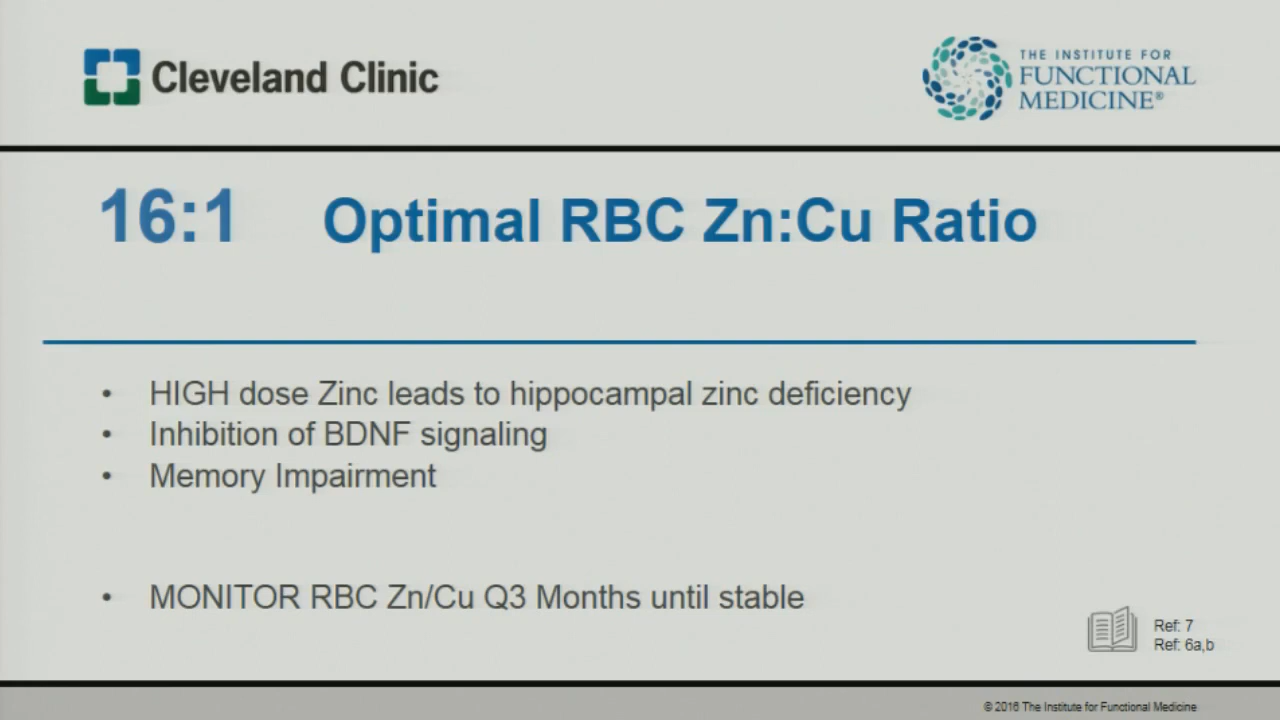 Cleveland Clinic
THE INSTITUTE FOR
FUNCTIONAL
MEDICINE®
16:1 Optimal RBC Zn:Cu Ratio
• HIGH dose Zinc leads to hippocampal zinc deficiency
• Inhibition of BDNF signaling
• Memory Impairment
• MONITOR RBC Zn/Cu Q3 Months until stable
Ref: 7
Ref: 6a,b
© 2016 The Institute for Functional Medicine